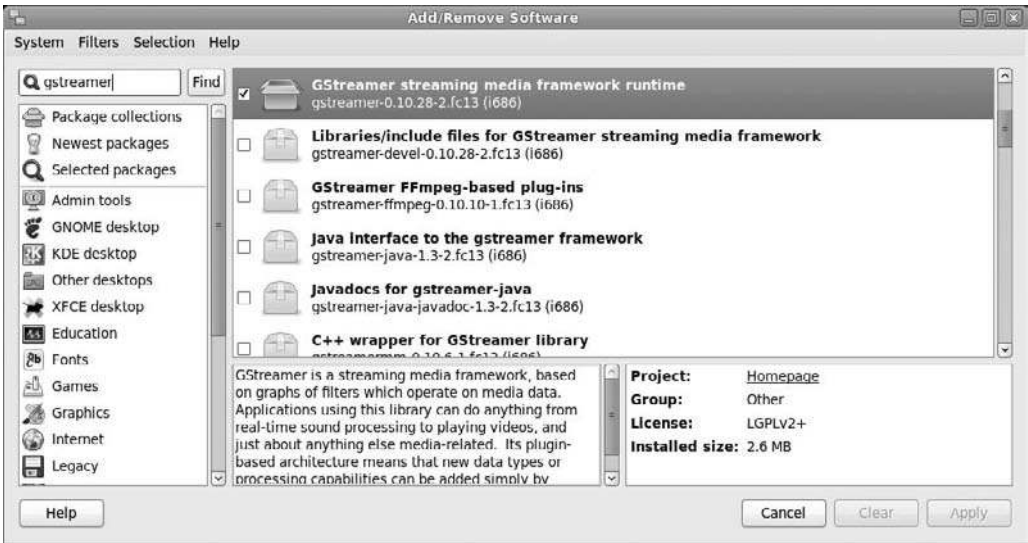 Add/Remove Software
System Filters Selection Help
gstreamer
Find
Package collections
Newest packages
Selected packages
Admin tools
GNOME desktop
KDE desktop
Other desktops
XFCE desktop
Education
Fonts
Games
Graphics
Internet
Legacy
GStreamer streaming media framework runtime
gstreamer-0.10.28-2.fc13 (i686)
Libraries/include files for GStreamer streaming media framework
gstreamer-devel-0.10.28-2.fc13 (i686)
GStreamer FFmpeg-based plug-ins
gstreamer-ffmpeg-0.10.10-1.fc13 (i686)
Java interface to the gstreamer framework
gstreamer-java-1.3-2.fc13 (i686)
Javadocs for gstreamer-java
gstreamer-java-javadoc-1.3-2.fc13 (i686)
C++ wrapper for GStreamer library
gstreamermm-0.10.6-1.fc13 (i686)
GStreamer is a streaming media framework, based
on graphs of filters which operate on media data.
Applications using this library can do anything from
real-time sound processing to playing videos, and
just about anything else media-related. Its plugin-
based architecture means that new data types or
processing capabilities can be added simply by
Project: Homepage
Group: Other
License: LGPLv2+
Installed size: 2.6 MB
Help
Cancel
Clear
Apply